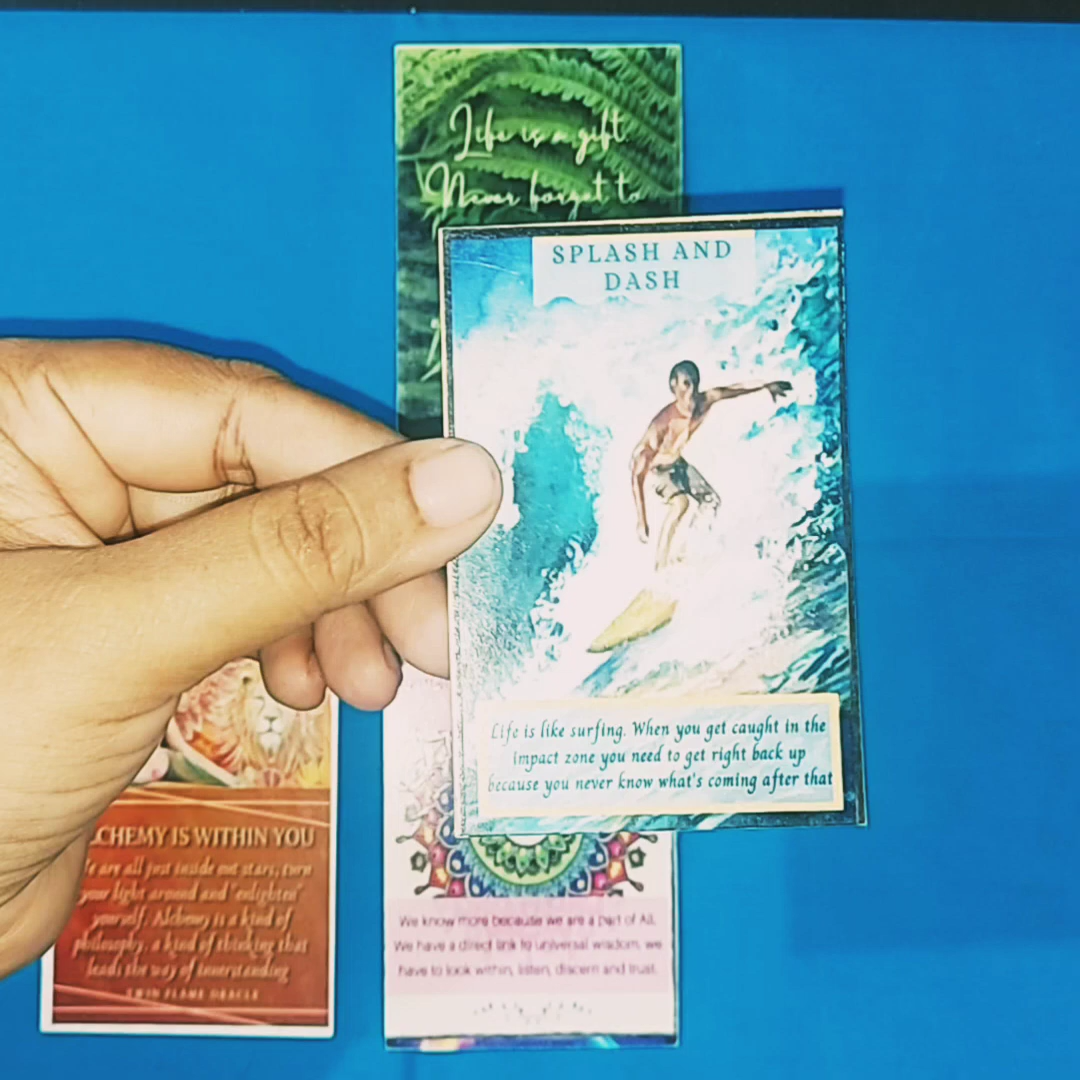 Life is a gift.
Never forget to
SPLASH AND
DASH
Life is like surfing. When you get caught in the
impact zone you need to get right back up
because you never know what's coming after that
LCHEMY IS WITHIN YOU
e are all just inside out stars, turn
your light around and 'enlighten'
yourself. Alchemy is a kind of
philosophy, a kind of thinking that
leads the way of innerstanding
TWIN FLAME ORACLE
We know more because we are a part of All.
We have a direct link to universal wisdom, we
have to look within, listen, discern and trust.